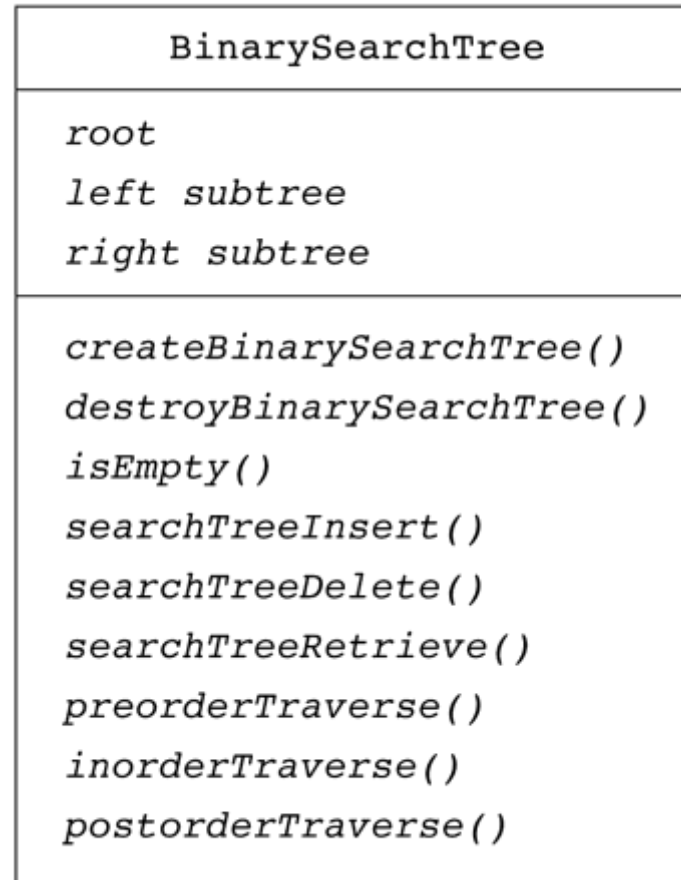 BinarySearchTree
root
left subtree
right subtree
createBinarySearchTree()
destroyBinarySearchTree()
isEmpty()
searchTreeInsert()
searchTreeDelete()
searchTreeRetrieve()
preorderTraverse()
inorderTraverse()
postorderTraverse()